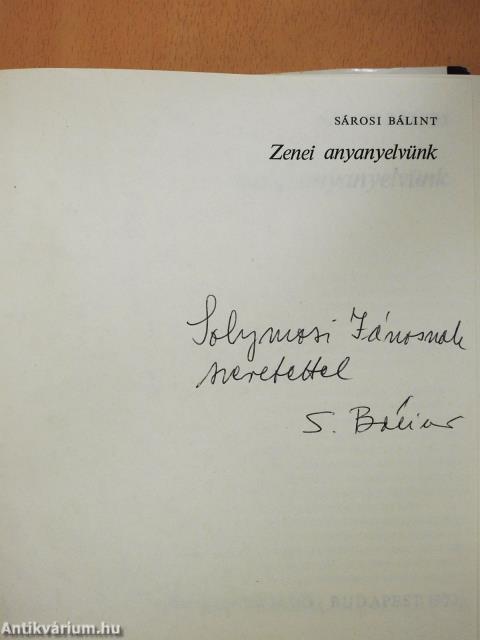 SÁROSI BÁLINT
Zenei anyanyelvünk
Solymosi Jánosnak
szeretettel
S. Bálint
BUDAPEST
Antikvárium.hu